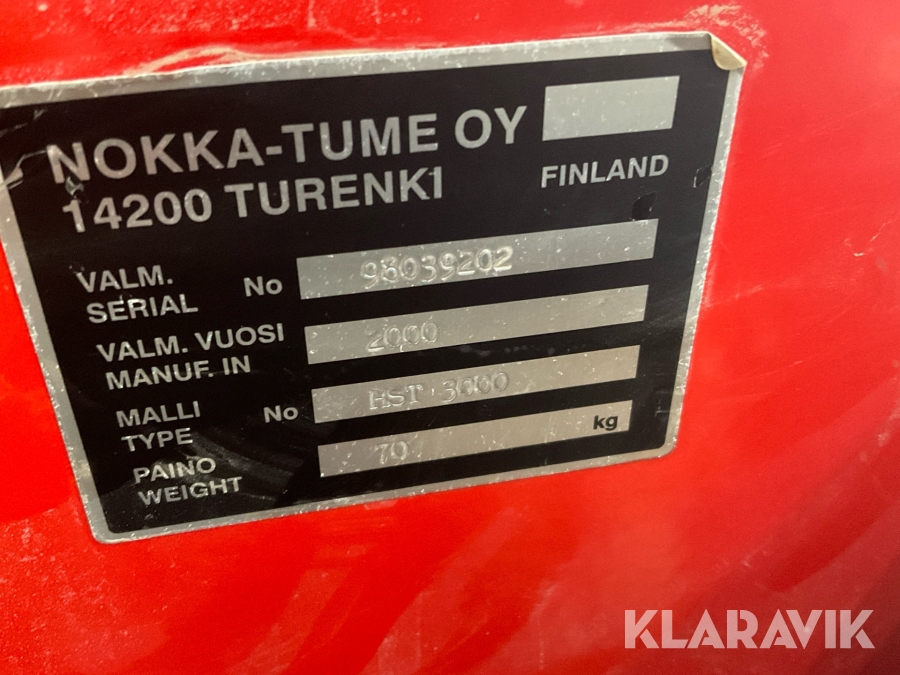 NOKKA-TUME OY
14200 TURENKI
FINLAND
VALM.
SERIAL No 98039202
VALM. VUOSI
MANUF. IN 2000
MALLI
TYPE No HST 3000
PAINO
WEIGHT 70 kg
KLARAVIK